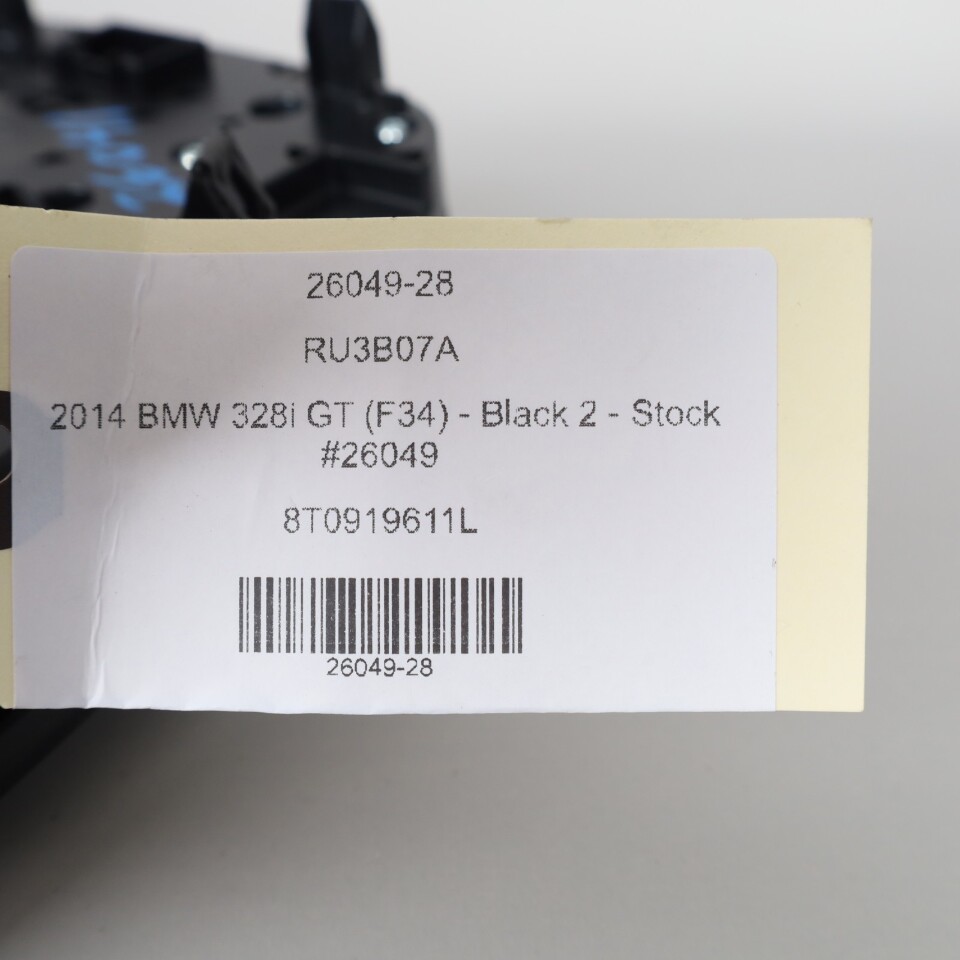 26049-28
RU3B07A
2014 BMW 328i GT (F34) - Black 2 - Stock
#26049
8T0919611L
26049-28